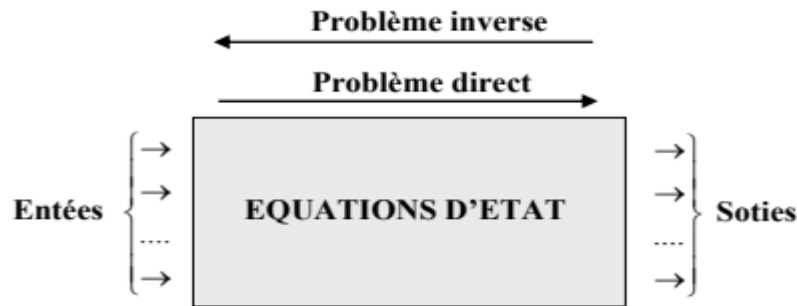 Problème inverse
Problème direct
Entées
EQUATIONS D'ETAT
Soties
....
....